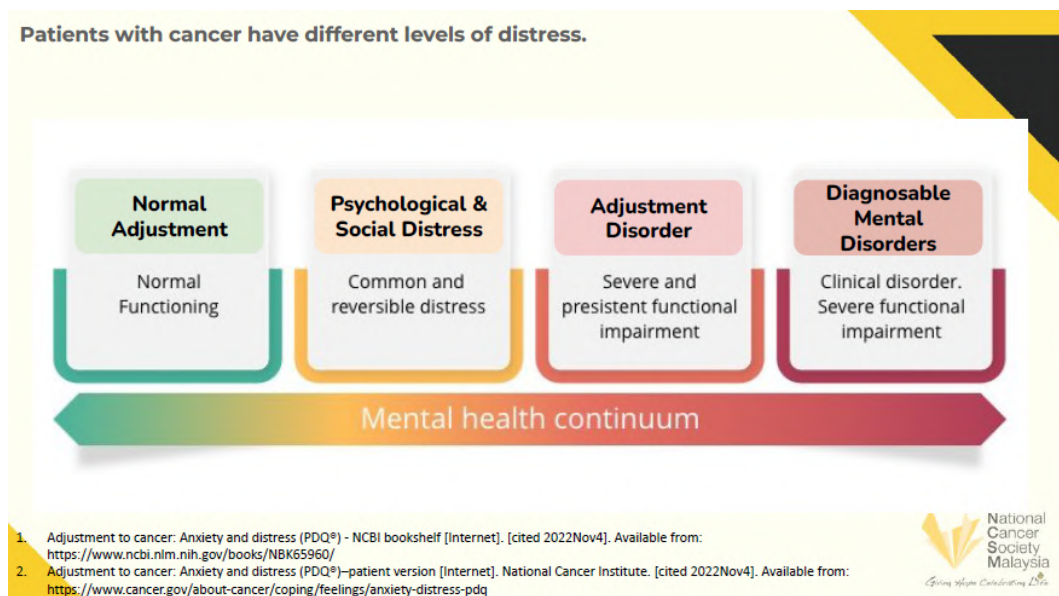 Patients with cancer have different levels of distress.
Normal
Adjustment
Normal
Functioning
Psychological &
Social Distress
Common and
reversible distress
Adjustment
Disorder
Severe and
presistent functional
impairment
Diagnosable
Mental
Disorders
Clinical disorder.
Severe functional
impairment
Mental health continuum
1. Adjustment to cancer: Anxiety and distress (PDQ®) - NCBI bookshelf [Internet]. [cited 2022Nov4]. Available from:
https://www.ncbi.nlm.nih.gov/books/NBK65960/
2. Adjustment to cancer: Anxiety and distress (PDQ®)–patient version [Internet]. National Cancer Institute. [cited 2022Nov4]. Available from:
https://www.cancer.gov/about-cancer/coping/feelings/anxiety-distress-pdq
National
Cancer
Society
Malaysia
Giving Hope Celebrating Life